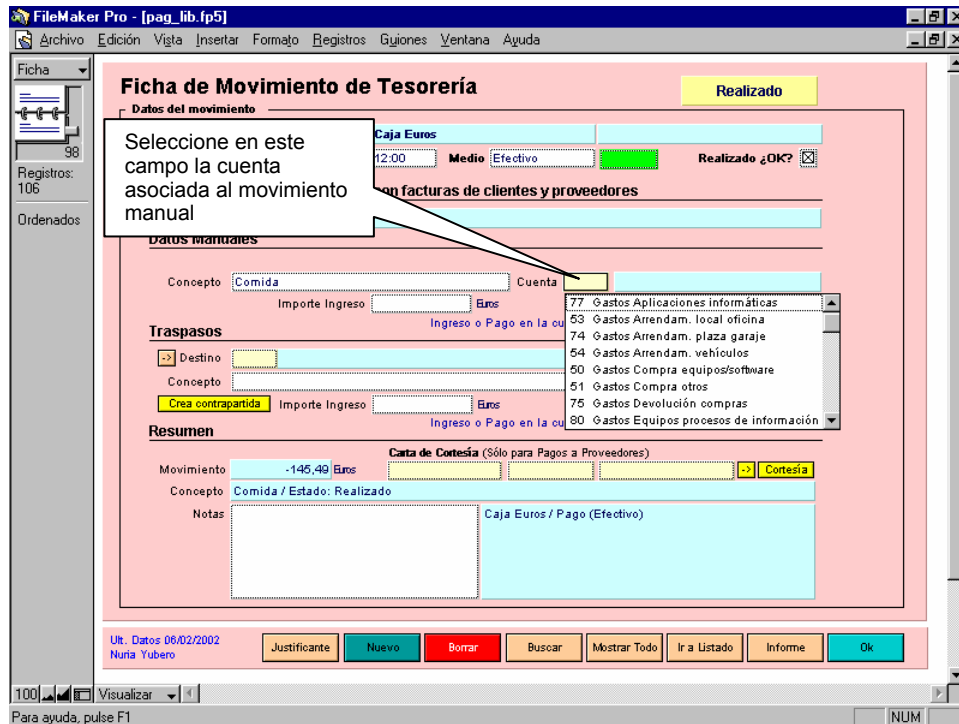 FileMaker Pro - [pag_lib.fp5]
Archivo Edición Vista Insertar Formato Registros Guiones Ventana Ayuda
Ficha
98
Registros:
106
Ordenados
Ficha de Movimiento de Tesorería
Realizado
Datos del movimiento
Caja Euros
12:00 Medio Efectivo Realizado ¿OK?
Seleccione en este
campo la cuenta
asociada al movimiento
manual
on facturas de clientes y proveedores
Datos Manuales
Concepto Comida Cuenta
Importe Ingreso Euros
Ingreso o Pago en la cu
77 Gastos Aplicaciones informáticas
53 Gastos Arrendam. local oficina
74 Gastos Arrendam. plaza garaje
54 Gastos Arrendam. vehículos
50 Gastos Compra equipos/software
51 Gastos Compra otros
75 Gastos Devolución compras
80 Gastos Equipos procesos de información
Traspasos
-> Destino
Concepto
Crea contrapartida Importe Ingreso Euros
Ingreso o Pago en la cu
Resumen
Carta de Cortesía (Sólo para Pagos a Proveedores)
Movimiento -145,49 Euros -> Cortesía
Concepto Comida / Estado: Realizado
Notas Caja Euros / Pago (Efectivo)
Ult. Datos 06/02/2002
Nuria Yubero
Justificante Nuevo Borrar Buscar Mostrar Todo Ir a Listado Informe Ok
100 Visualizar
Para ayuda, pulse F1 NUM